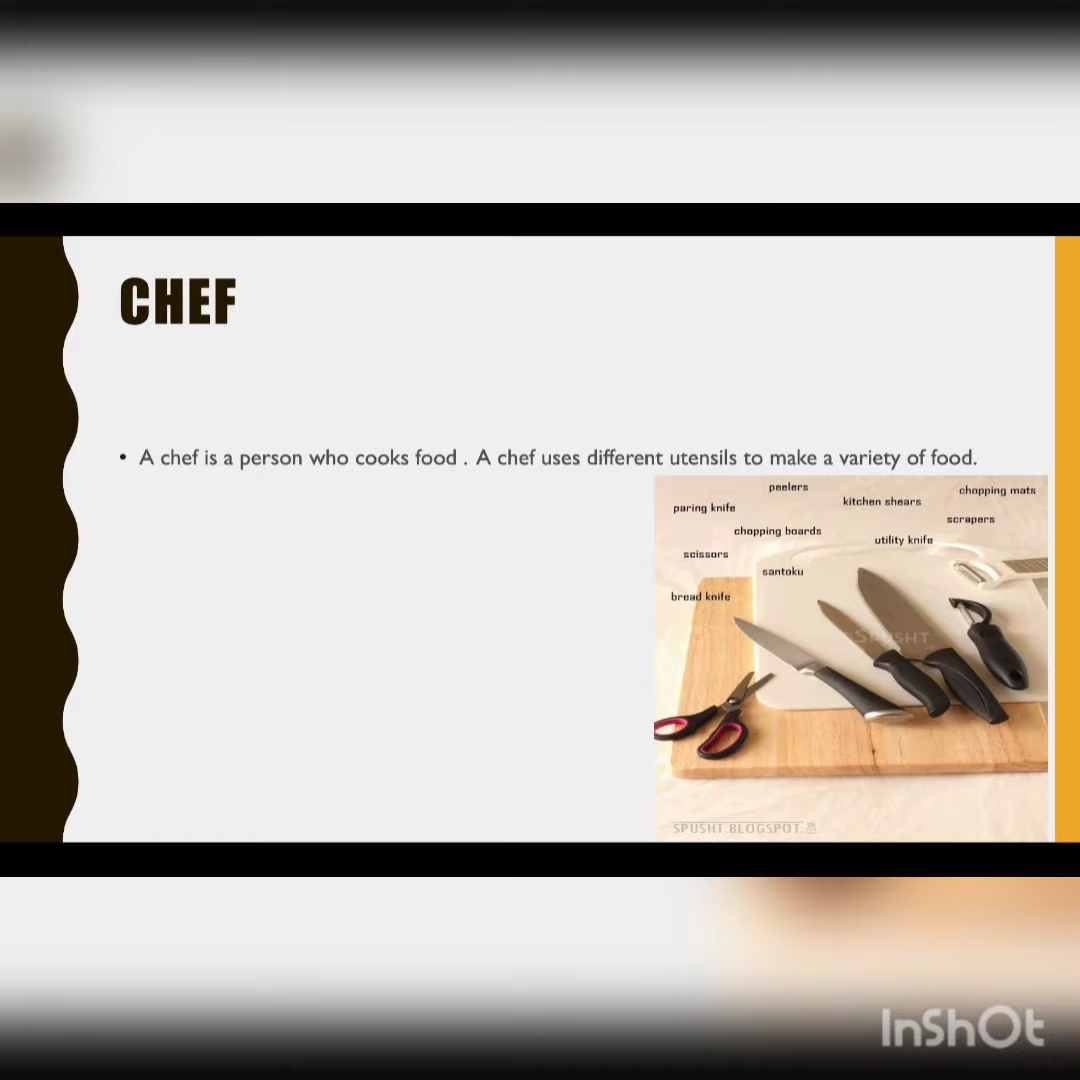 CHEF
• A chef is a person who cooks food . A chef uses different utensils to make a variety of food.
peelers
chopping mats
paring knife
kitchen shears
scrapers
chopping boards
utility knife
scissors
santoku
bread knife
SPUSHT
SPUSHT.BLOGSPOT.
InShOt